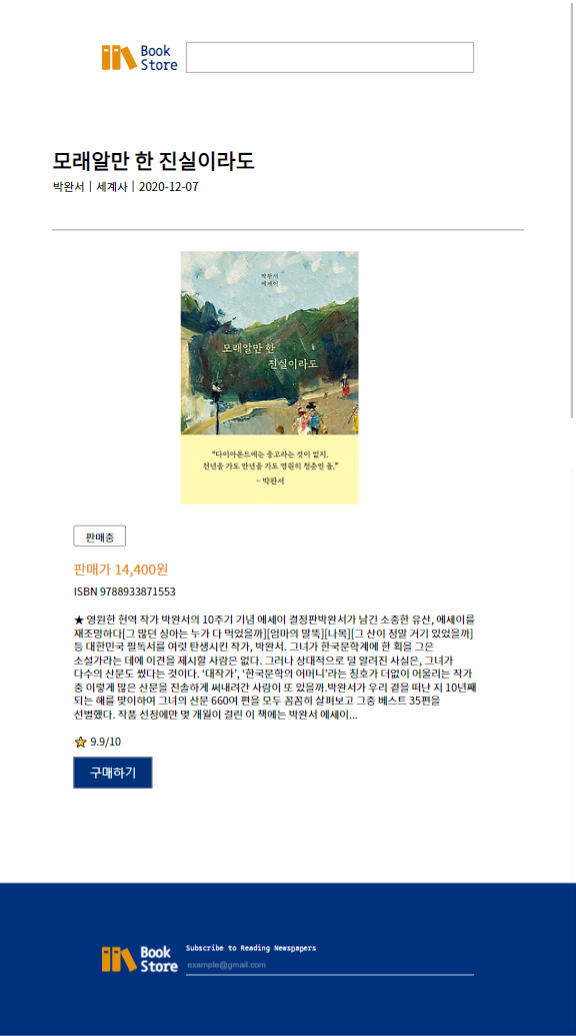 Book
Store
모래알만 한 진실이라도
박완서 | 세계사 | 2020-12-07
박완서
에세이
모래알만 한
진실이라도
“다이아몬드에는 중고라는 것이 없지.
천년을 가도 만년을 가도 영원히 청춘인 돌.”
- 박완서
판매중
판매가 14,400원
ISBN 9788933871553
★ 영원한 현역 작가 박완서의 10주기 기념 에세이 결정판박완서가 남긴 소중한 유산, 에세이를
재조명하다[그 많던 싱아는 누가 다 먹었을까][엄마의 말뚝][나목][그 산이 정말 거기 있었을까]
등 대한민국 필독서를 여럿 탄생시킨 작가, 박완서. 그녀가 한국문학계에 한 획을 그은
소설가라는 데에 이견을 제시할 사람은 없다. 그러나 상대적으로 덜 알려진 사실은, 그녀가
다수의 산문도 썼다는 것이다. ‘대작가’, ‘한국문학의 어머니’라는 칭호가 더없이 어울리는 작가
중 이렇게 많은 산문을 진솔하게 써내려간 사람이 또 있을까.박완서가 우리 곁을 떠난 지 10년째
되는 해를 맞이하여 그녀의 산문 660여 편을 모두 꼼꼼히 살펴보고 그중 베스트 35편을
선별했다. 작품 선정에만 몇 개월이 걸린 이 책에는 박완서 에세이...
9.9/10
구매하기
Book
Store
Subscribe to Reading Newspapers
example@gmail.com